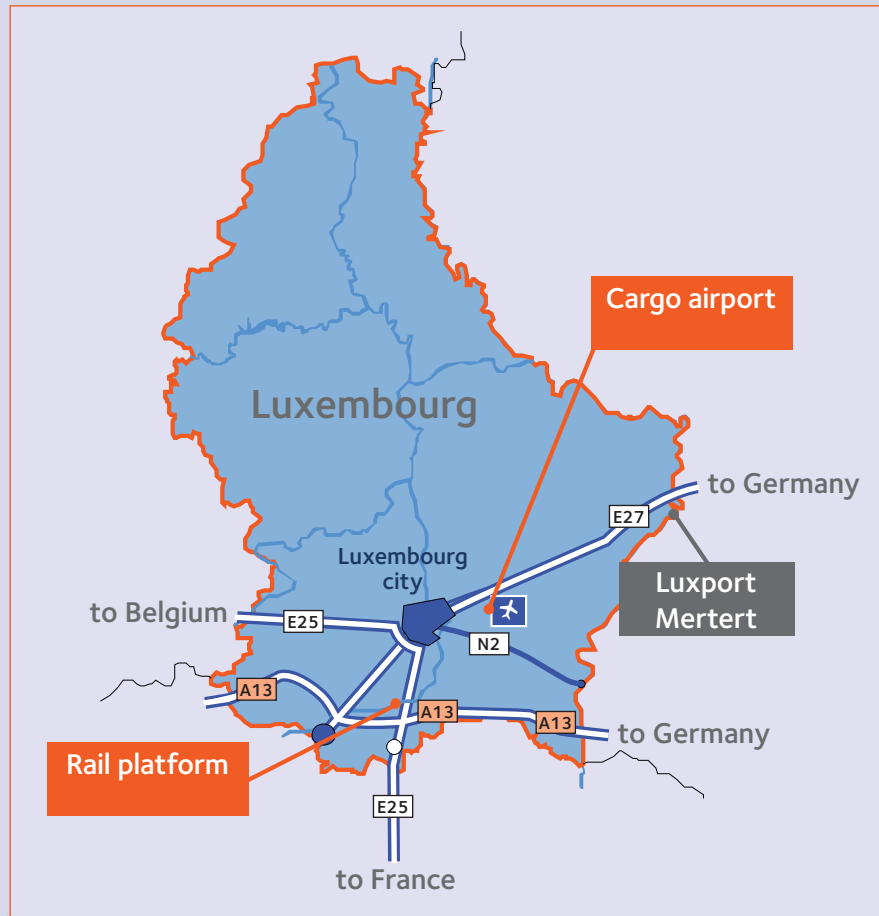 Cargo airport
Luxembourg
to Germany
E27
Luxembourg
city
Luxport
Mertert
to Belgium
E25
N2
A13
A13
A13
to Germany
Rail platform
E25
to France